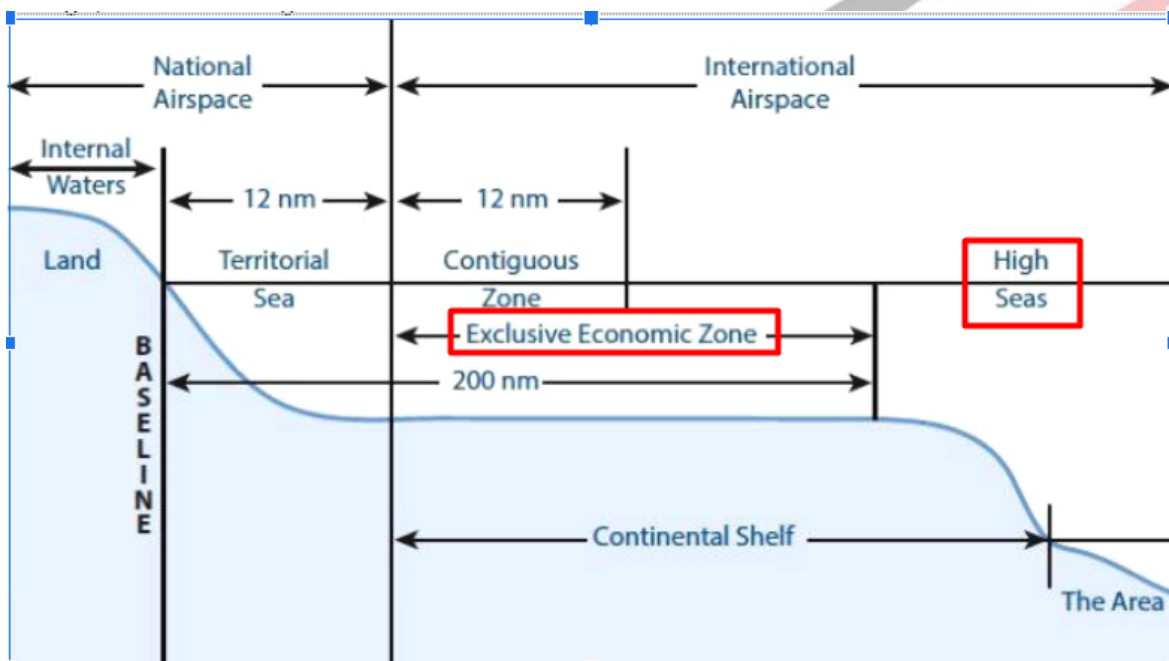 National
Airspace
International
Airspace
Internal
Waters
12 nm
12 nm
Land
Territorial
Sea
Contiguous
Zone
High
Seas
Exclusive Economic Zone
200 nm
BASELINE
Continental Shelf
The Area